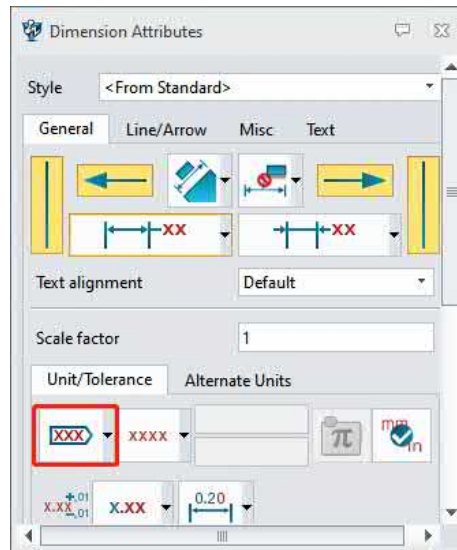 Dimension Attributes
Style <From Standard>
General Line/Arrow Misc Text
XX XX
Text alignment Default
Scale factor 1
Unit/Tolerance Alternate Units
XXX XXXX π mm in
X.XX +.01 -.01 X.XX 0.20